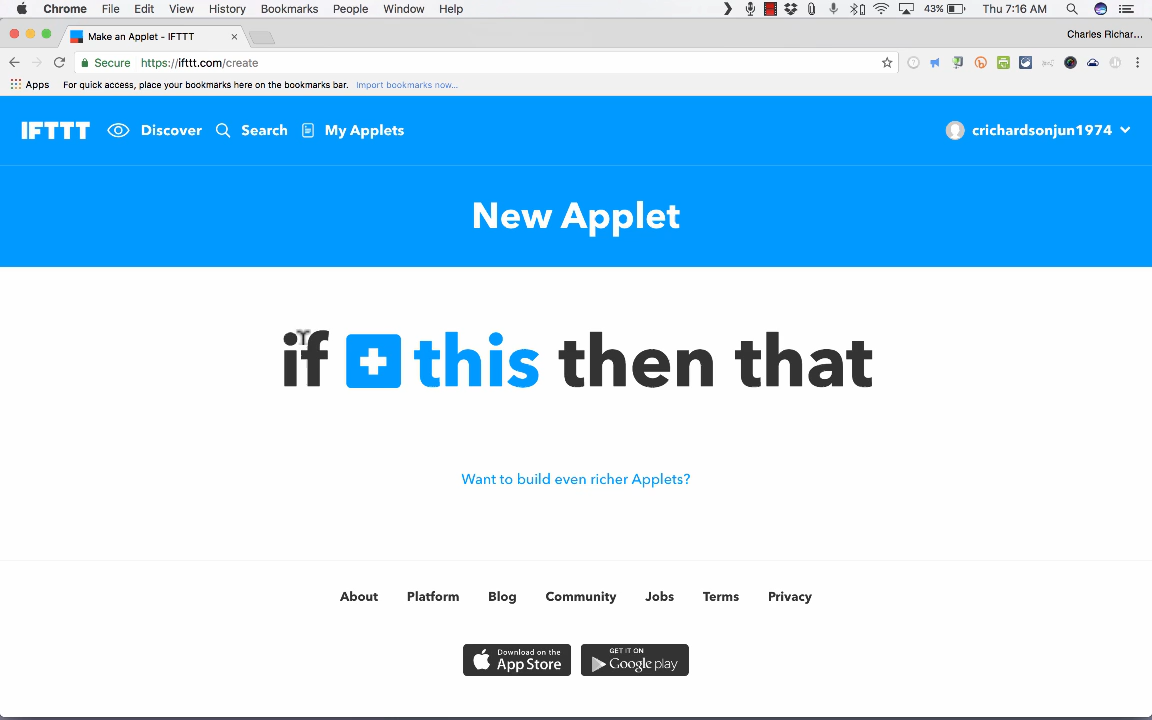 Chrome File Edit View History Bookmarks People Window Help 43% Thu 7:16 AM
Make an Applet - IFTTT Charles Richar...
Secure https://ifttt.com/create
Apps For quick access, place your bookmarks here on the bookmarks bar. Import bookmarks now...
IFTTT Discover Search My Applets crichardsonjun1974
New Applet
if this then that
Want to build even richer Applets?
About Platform Blog Community Jobs Terms Privacy
Download on the App Store GET IT ON Google play